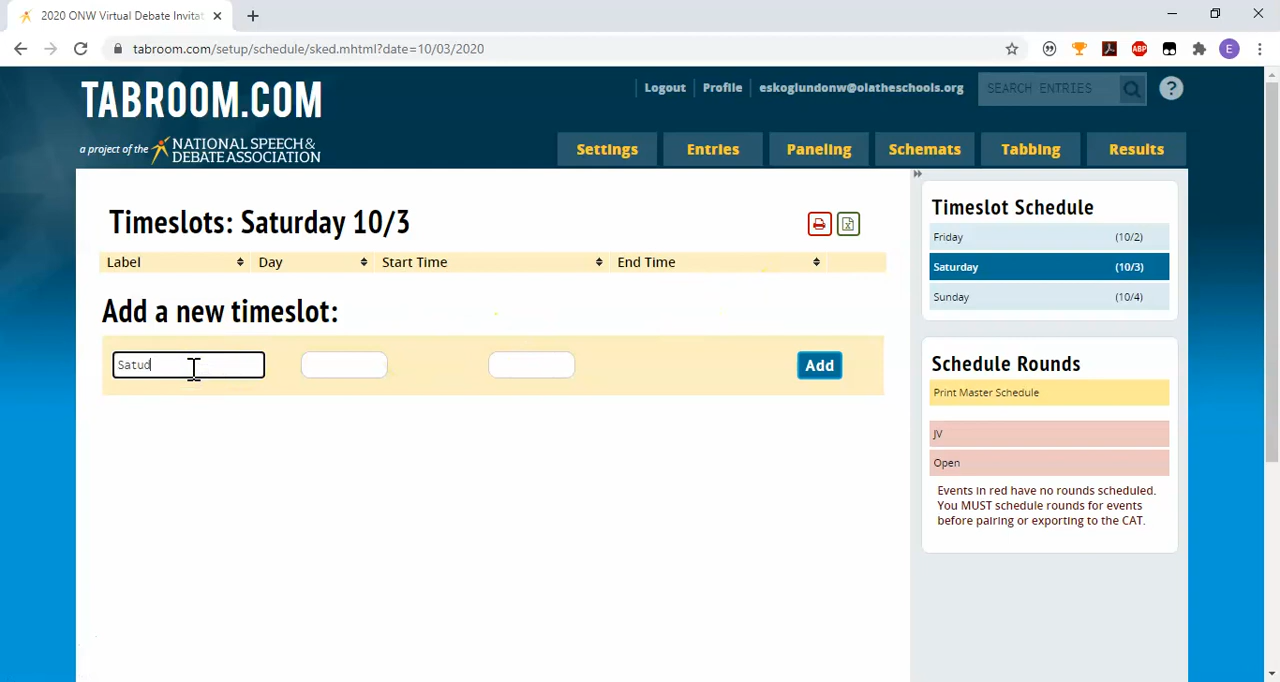 2020 ONW Virtual Debate Invitat
tabroom.com/setup/schedule/sked.mhtml?date=10/03/2020
ABP
E
TABROOM.COM
a project of the NATIONAL SPEECH &
DEBATE ASSOCIATION
Logout Profile eskoglundonw@olatheschools.org SEARCH ENTRIES ?
Settings Entries Paneling Schemats Tabbing Results
Timeslots: Saturday 10/3
Label Day Start Time End Time
Add a new timeslot:
Satud
Add
Timeslot Schedule
Friday (10/2)
Saturday (10/3)
Sunday (10/4)
Schedule Rounds
Print Master Schedule
JV
Open
Events in red have no rounds scheduled.
You MUST schedule rounds for events
before pairing or exporting to the CAT.